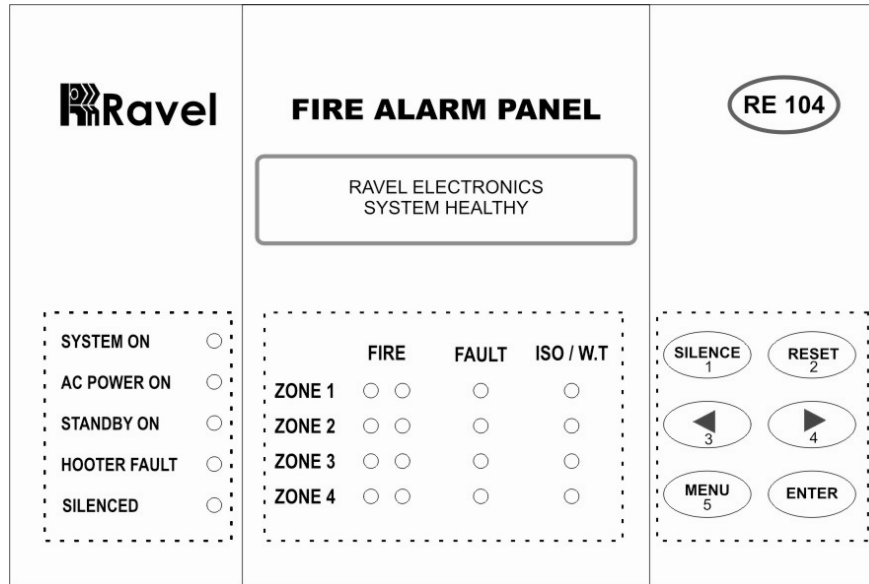 Ravel
FIRE ALARM PANEL
RE 104
RAVEL ELECTRONICS
SYSTEM HEALTHY
SYSTEM ON
AC POWER ON
STANDBY ON
HOOTER FAULT
SILENCED
FIRE FAULT ISO / W.T
ZONE 1
ZONE 2
ZONE 3
ZONE 4
SILENCE
1
RESET
2
3
4
MENU
5
ENTER